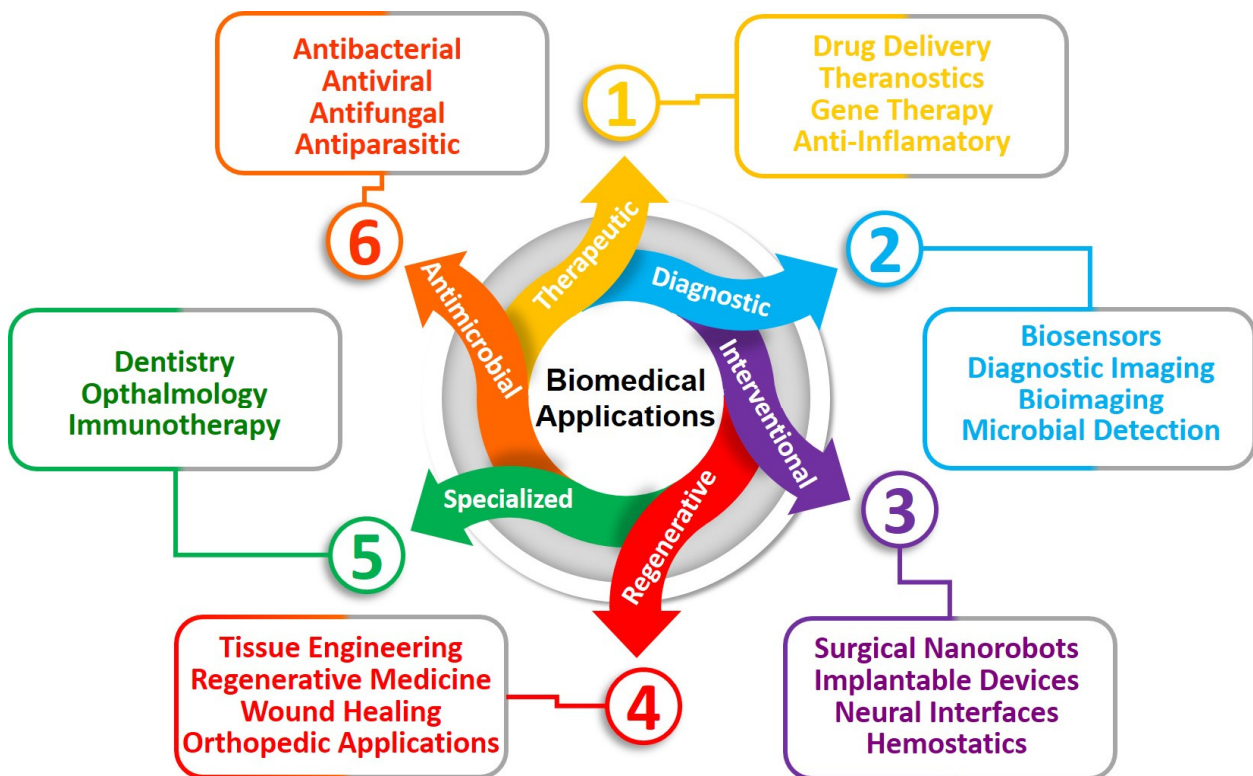 Biomedical
Applications
1
Therapeutic
Drug Delivery
Theranostics
Gene Therapy
Anti-Inflamatory
2
Diagnostic
Biosensors
Diagnostic Imaging
Bioimaging
Microbial Detection
3
Interventional
Surgical Nanorobots
Implantable Devices
Neural Interfaces
Hemostatics
4
Regenerative
Tissue Engineering
Regenerative Medicine
Wound Healing
Orthopedic Applications
5
Specialized
Dentistry
Opthalmology
Immunotherapy
6
Antimicrobial
Antibacterial
Antiviral
Antifungal
Antiparasitic